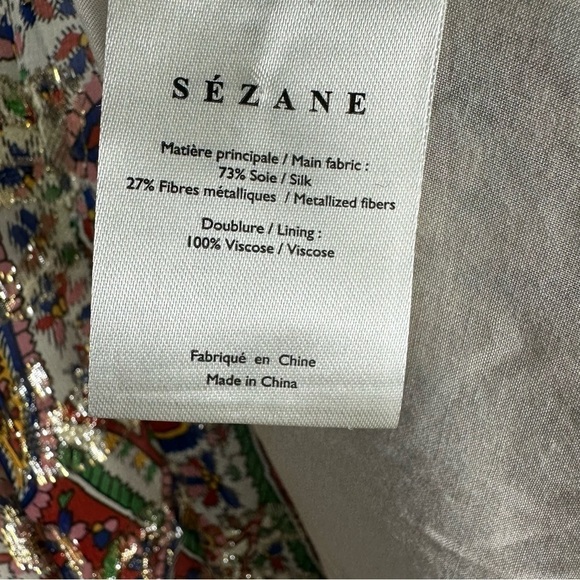 SÉZANE
Matière principale / Main fabric :
73% Soie / Silk
27% Fibres métalliques / Metallized fibers
Doublure / Lining :
100% Viscose / Viscose
Fabriqué en Chine
Made in China